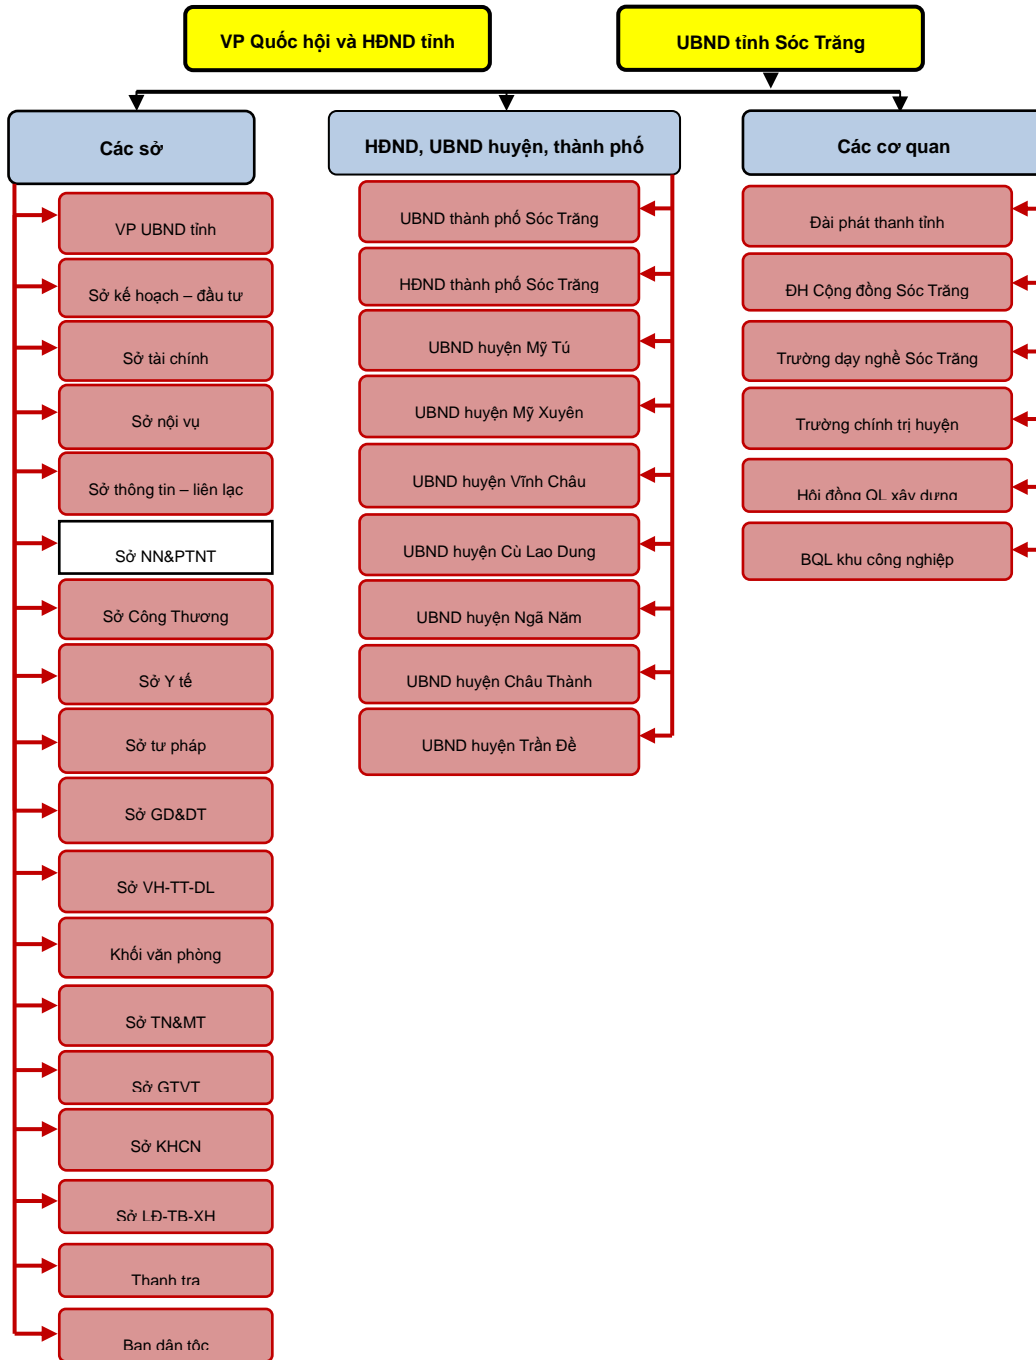 VP Quốc hội và HĐND tỉnh
UBND tỉnh Sóc Trăng
Các sở
HĐND, UBND huyện, thành phố
Các cơ quan
VP UBND tỉnh
Sở kế hoạch – đầu tư
Sở tài chính
Sở nội vụ
Sở thông tin – liên lạc
Sở NN&PTNT
Sở Công Thương
Sở Y tế
Sở tư pháp
Sở GD&DT
Sở VH-TT-DL
Khối văn phòng
Sở TN&MT
Sở GTVT
Sở KHCN
Sở LĐ-TB-XH
Thanh tra
Ban dân tộc
UBND thành phố Sóc Trăng
HĐND thành phố Sóc Trăng
UBND huyện Mỹ Tú
UBND huyện Mỹ Xuyên
UBND huyện Vĩnh Châu
UBND huyện Cù Lao Dung
UBND huyện Ngã Năm
UBND huyện Châu Thành
UBND huyện Trần Đề
Đài phát thanh tỉnh
ĐH Cộng đồng Sóc Trăng
Trường dạy nghề Sóc Trăng
Trường chính trị huyện
Hội đồng QL xây dựng
BQL khu công nghiệp